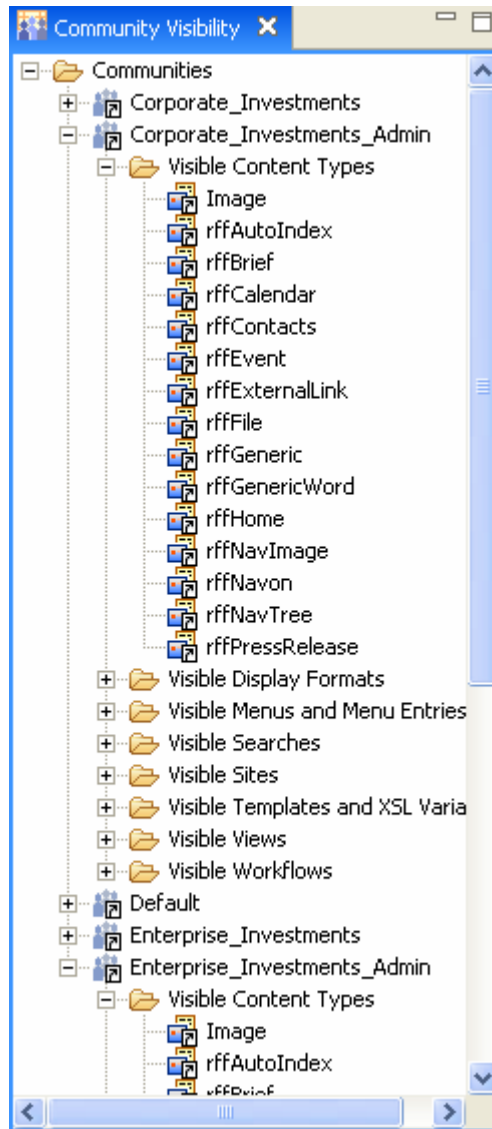 Community Visibility
Communities
Corporate_Investments
Corporate_Investments_Admin
Visible Content Types
Image
rffAutoIndex
rffBrief
rffCalendar
rffContacts
rffEvent
rffExternalLink
rffFile
rffGeneric
rffGenericWord
rffHome
rffNavImage
rffNavon
rffNavTree
rffPressRelease
Visible Display Formats
Visible Menus and Menu Entries
Visible Searches
Visible Sites
Visible Templates and XSL Varia
Visible Views
Visible Workflows
Default
Enterprise_Investments
Enterprise_Investments_Admin
Visible Content Types
Image
rffAutoIndex
rffBrief